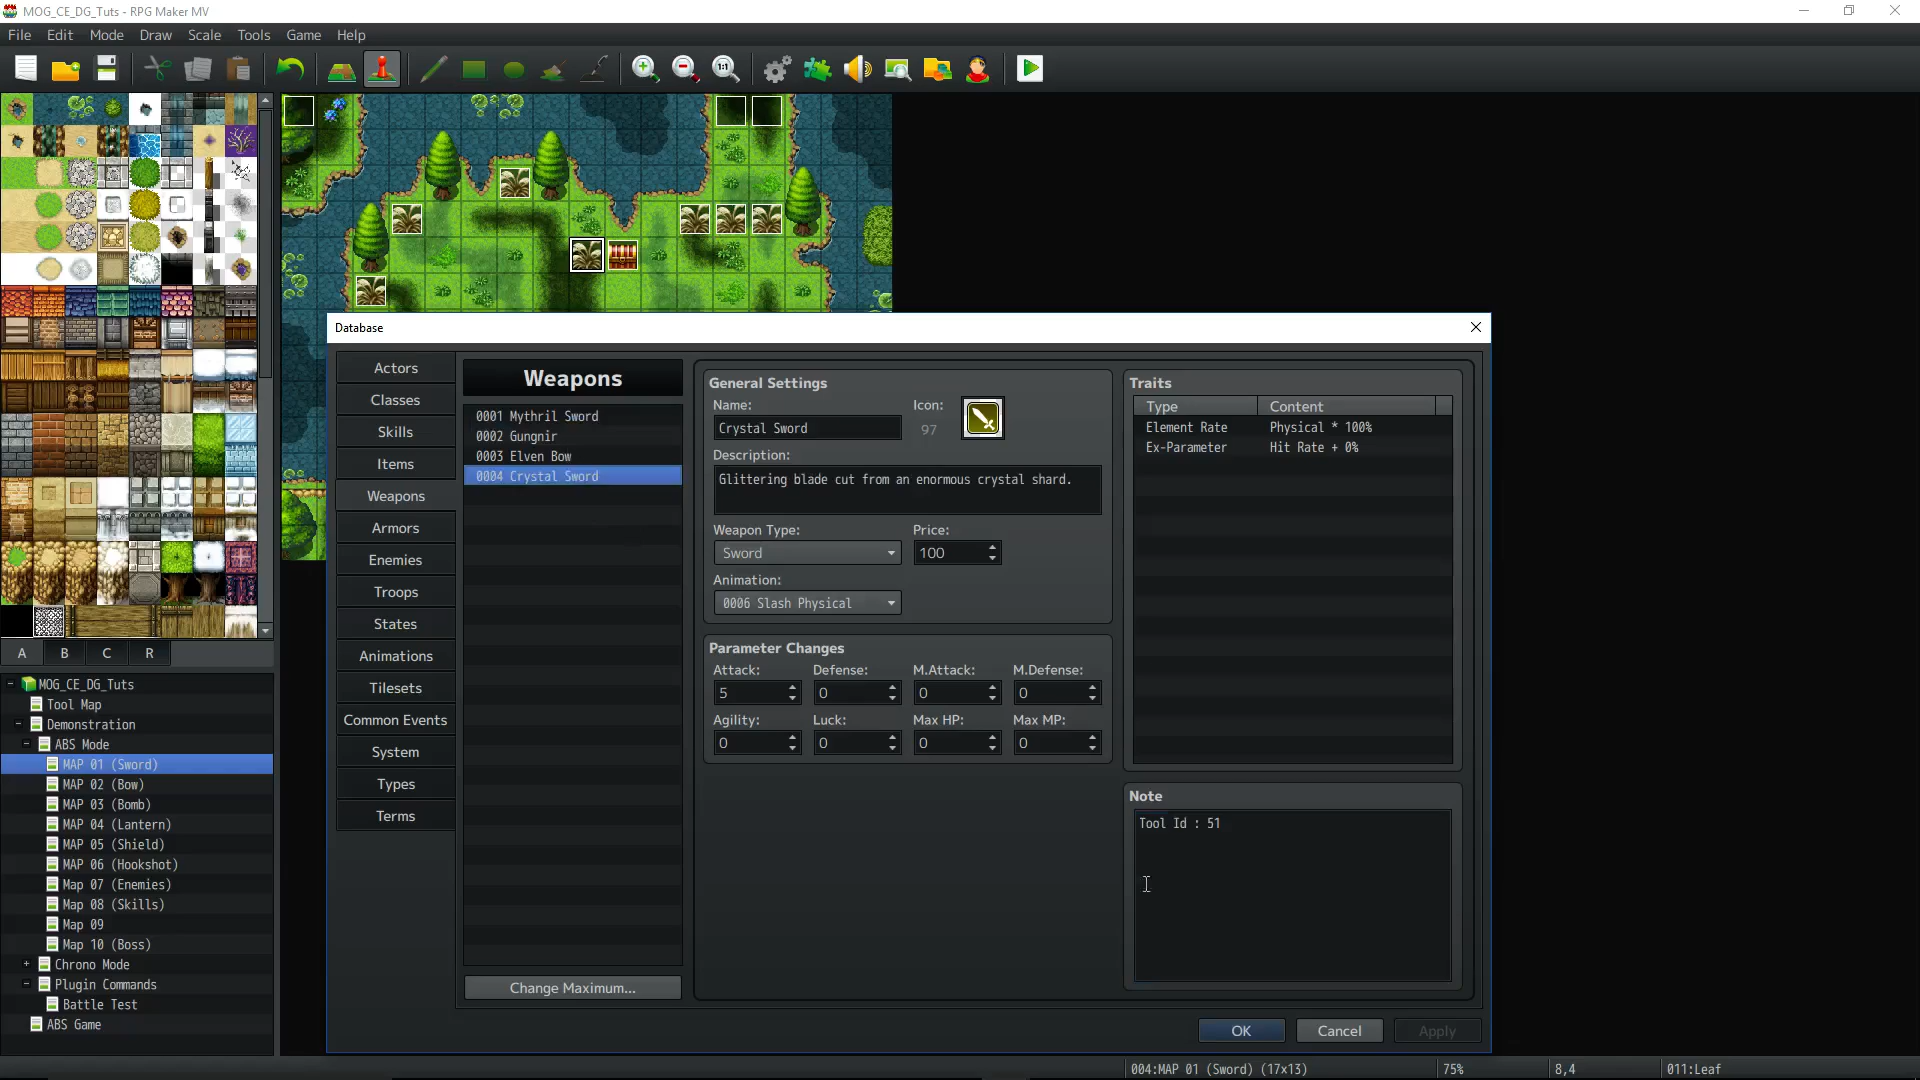 MOG_CE_DG_Tuts - RPG Maker MV
File Edit Mode Draw Scale Tools Game Help
1:1
A B C R
MOG_CE_DG_Tuts
Tool Map
Demonstration
ABS Mode
MAP 01 (Sword)
MAP 02 (Bow)
MAP 03 (Bomb)
MAP 04 (Lantern)
MAP 05 (Shield)
MAP 06 (Hookshot)
Map 07 (Enemies)
Map 08 (Skills)
Map 09
Map 10 (Boss)
Chrono Mode
Plugin Commands
Battle Test
ABS Game
Database
Actors
Classes
Skills
Items
Weapons
Armors
Enemies
Troops
States
Animations
Tilesets
Common Events
System
Types
Terms
Weapons
0001 Mythril Sword
0002 Gungnir
0003 Elven Bow
0004 Crystal Sword
Change Maximum...
General Settings
Name: Icon:
Crystal Sword 97
Description:
Glittering blade cut from an enormous crystal shard.
Weapon Type: Price:
Sword 100
Animation:
0006 Slash Physical
Parameter Changes
Attack: Defense: M.Attack: M.Defense:
5 0 0 0
Agility: Luck: Max HP: Max MP:
0 0 0 0
Traits
Type Content
Element Rate Physical * 100%
Ex-Parameter Hit Rate + 0%
Note
Tool Id : 51
OK Cancel Apply
004:MAP 01 (Sword) (17x13) 75% 8,4 011:Leaf